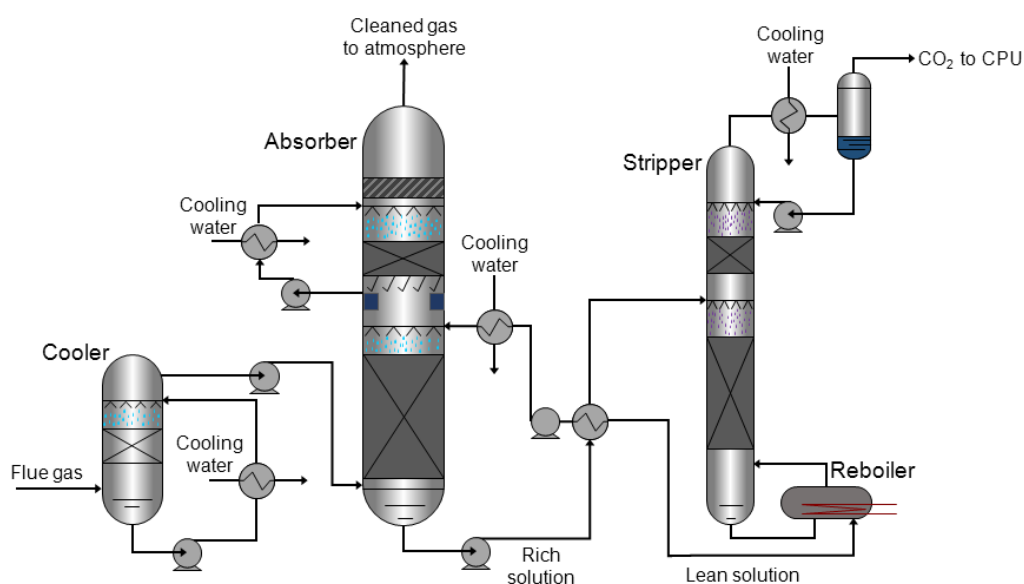 Cleaned gas
to atmosphere
Cooling
water
CO₂ to CPU
Absorber
Stripper
Cooling
water
Cooling
water
Cooler
Cooling
water
Flue gas
Reboiler
Rich
solution
Lean solution